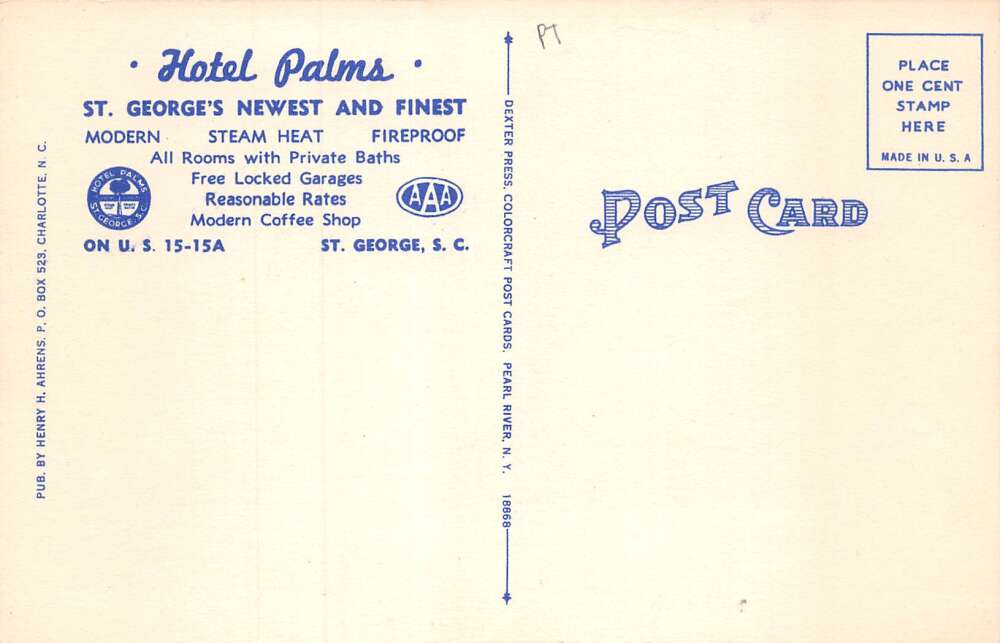 · Hotel Palms ·
ST. GEORGE'S NEWEST AND FINEST
MODERN STEAM HEAT FIREPROOF
All Rooms with Private Baths
Free Locked Garages
Reasonable Rates
Modern Coffee Shop
HOTEL PALMS
ST. GEORGE, S.C.
AAA
ON U. S. 15-15A ST. GEORGE, S. C.
PUB. BY HENRY H. AHRENS, P. O. BOX 523, CHARLOTTE, N. C.
DEXTER PRESS, COLORCRAFT POST CARDS, PEARL RIVER, N. Y. 18868
PT
POST CARD
PLACE
ONE CENT
STAMP
HERE
MADE IN U. S. A